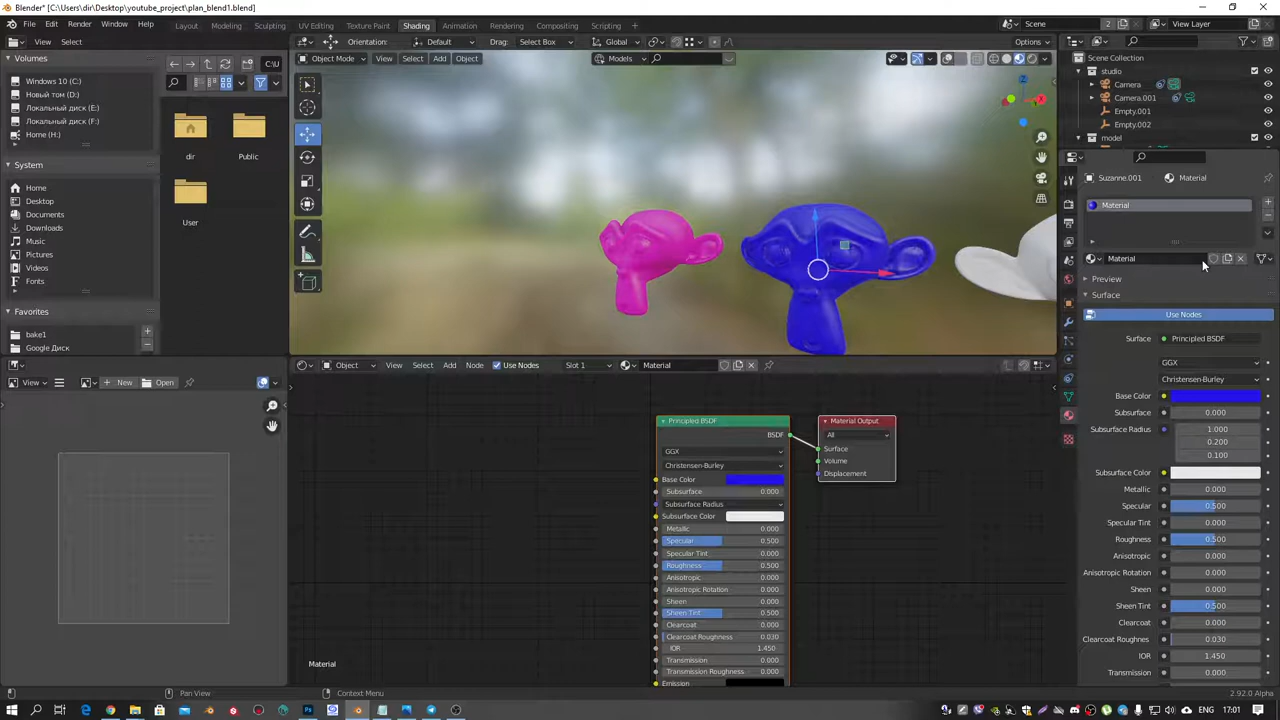 Blender* [C:\Users\dir\Desktop\youtube_project\plan_blend1.blend]
File Edit Render Window Help Layout Modeling Sculpting UV Editing Texture Paint Shading Animation Rendering Compositing Scripting Scene 2 View Layer
View Select Orientation: Default Drag: Select Box Global Options
Volumes C:\U Object Mode View Select Add Object Models Scene Collection
studio
Windows 10 (C:) Camera
Новый том (D:) Camera.001
Локальный диск (E:) Empty.001
Локальный диск (F:) Empty.002
Home (H:) model
dir Public
System
Suzanne.001 Material
Home
Desktop Material
Documents
Downloads User
Music
Pictures
Videos Material
Fonts
Preview
Favorites Surface
bake1 Use Nodes
Google Диск Surface Principled BSDF
GGX
Object View Select Add Node Use Nodes Slot 1 Material
View New Open Christensen-Burley
Base Color
Subsurface 0.000
Subsurface Radius 1.000
0.200
0.100
Subsurface Color
Metallic 0.000
Specular 0.500
Specular Tint 0.000
Roughness 0.500
Anisotropic 0.000
Anisotropic Rotation 0.000
Sheen 0.000
Sheen Tint 0.500
Clearcoat 0.000
Clearcoat Roughnes 0.030
IOR 1.450
Transmission 0.000
Principled BSDF
BSDF
GGX
Christensen-Burley
Base Color
Subsurface 0.000
Subsurface Radius
Subsurface Color
Metallic 0.000
Specular 0.500
Specular Tint 0.000
Roughness 0.500
Anisotropic 0.000
Anisotropic Rotation 0.000
Sheen 0.000
Sheen Tint 0.500
Clearcoat 0.000
Clearcoat Roughness 0.030
IOR 1.450
Transmission 0.000
Transmission Roughness 0.000
Emission
Material Output
All
Surface
Volume
Displacement
Material
Pan View Context Menu 2.92.0 Alpha
ENG 17:01